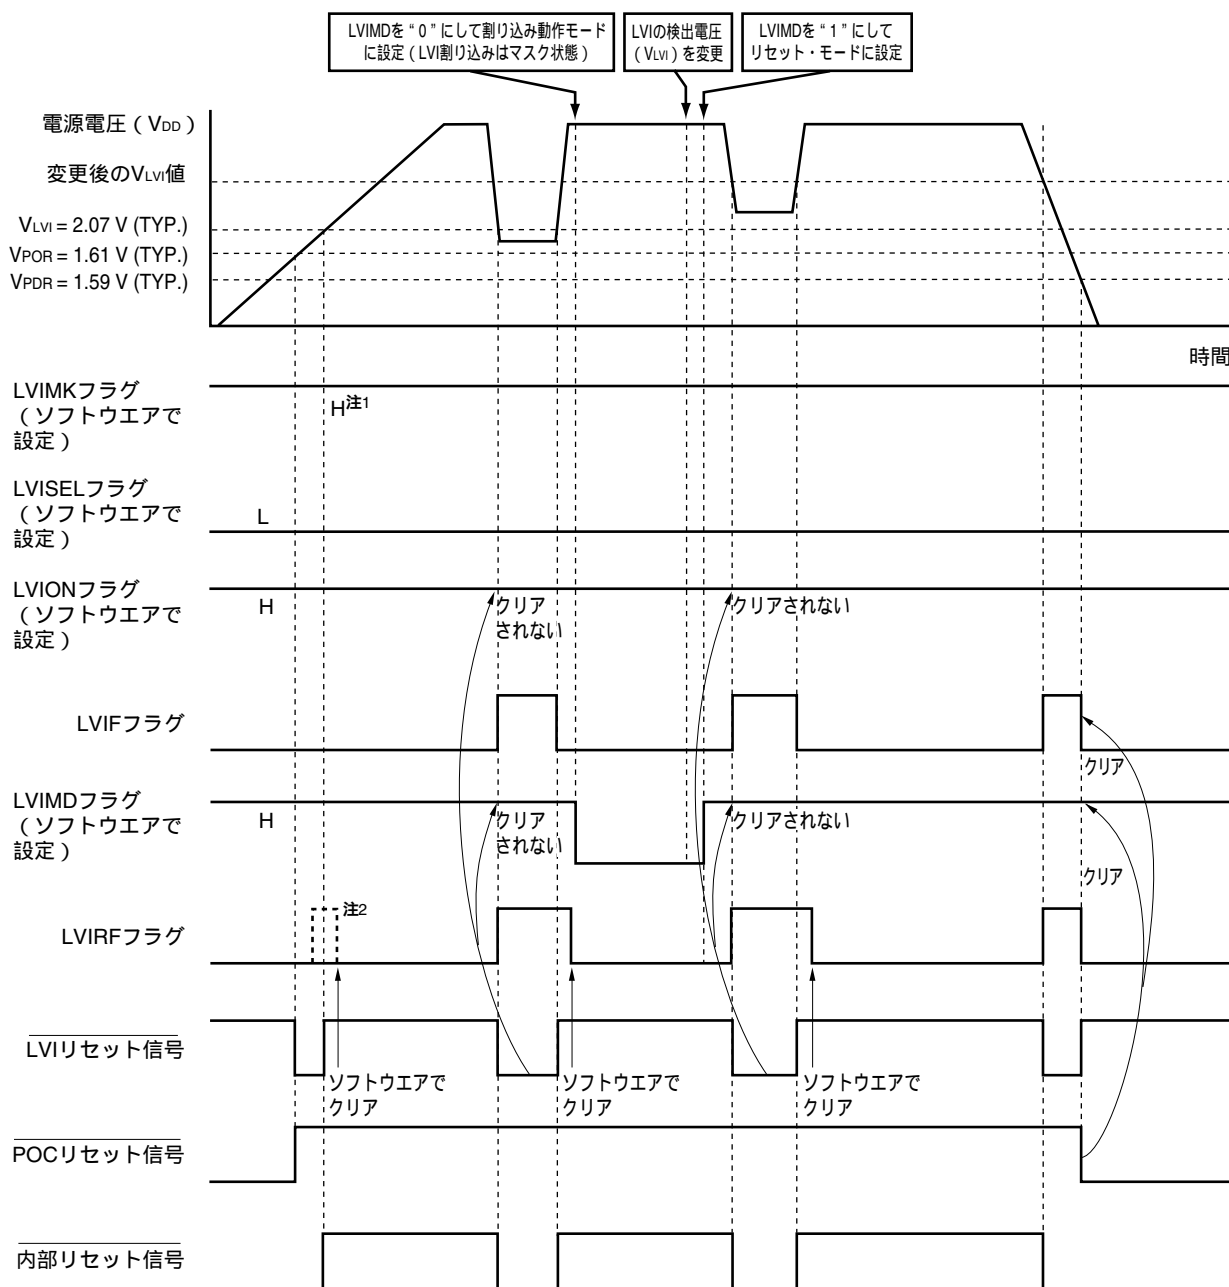 LVIMDを“0”にして割り込み動作モード
に設定（LVI割り込みはマスク状態）
LVIの検出電圧
（VLVI）を変更
LVIMDを“1”にして
リセット・モードに設定
電源電圧（VDD）
変更後のVLVI値
VLVI = 2.07 V (TYP.)
VPOR = 1.61 V (TYP.)
VPDR = 1.59 V (TYP.)
時間
LVIMKフラグ
（ソフトウエアで
設定）
H注1
LVISELフラグ
（ソフトウエアで
設定）
L
LVIONフラグ
（ソフトウエアで
設定）
H
クリア
されない
クリアされない
LVIFフラグ
クリア
LVIMDフラグ
（ソフトウエアで
設定）
H
クリア
されない
クリアされない
クリア
LVIRFフラグ
注2
LVIリセット信号
ソフトウエアで
クリア
ソフトウエアで
クリア
ソフトウエアで
クリア
POCリセット信号
内部リセット信号